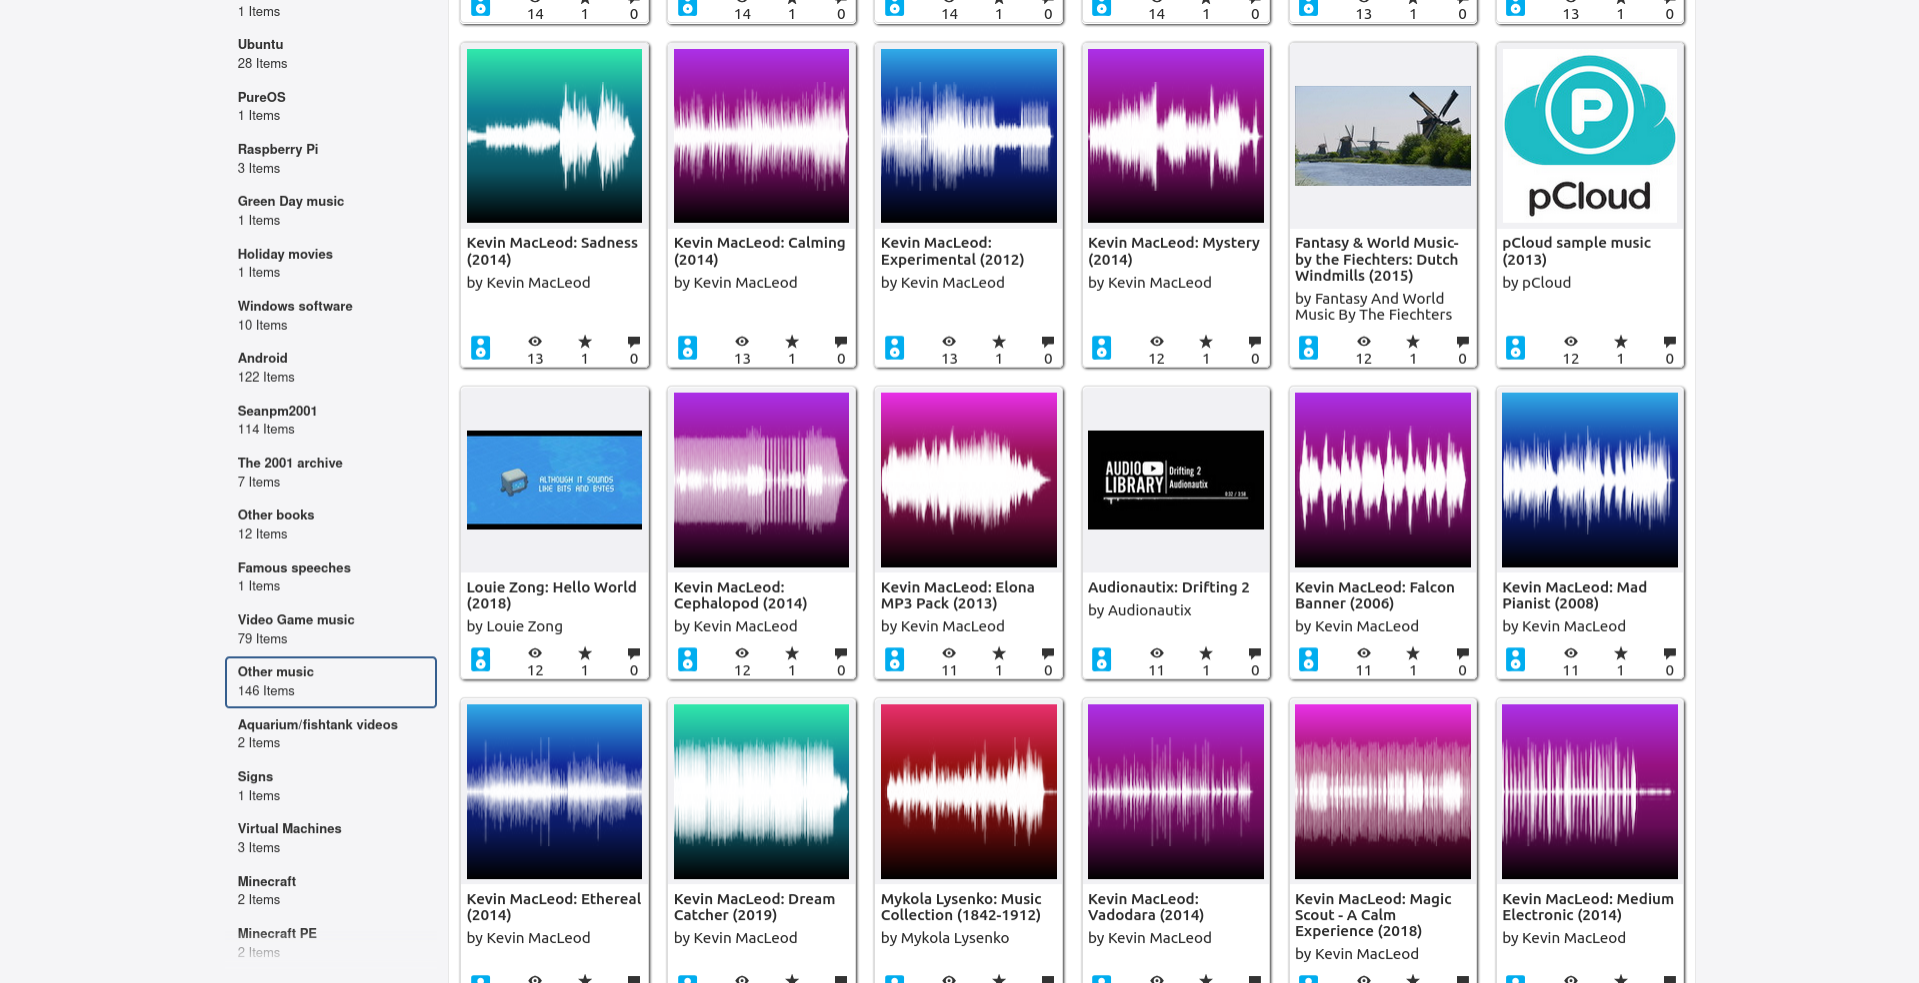 1 Items
Ubuntu
28 Items
PureOS
1 Items
Raspberry Pi
3 Items
Green Day music
1 Items
Holiday movies
1 Items
Windows software
10 Items
Android
122 Items
Seanpm2001
114 Items
The 2001 archive
7 Items
Other books
12 Items
Famous speeches
1 Items
Video Game music
79 Items
Other music
146 Items
Aquarium/fishtank videos
2 Items
Signs
1 Items
Virtual Machines
3 Items
Minecraft
2 Items
Minecraft PE
2 Items
14 1 0
14 1 0
14 1 0
14 1 0
13 1 0
13 1 0
Kevin MacLeod: Sadness
(2014)
by Kevin MacLeod
13 1 0
Kevin MacLeod: Calming
(2014)
by Kevin MacLeod
13 1 0
Kevin MacLeod:
Experimental (2012)
by Kevin MacLeod
13 1 0
Kevin MacLeod: Mystery
(2014)
by Kevin MacLeod
12 1 0
Fantasy & World Music-
by the Fiechters: Dutch
Windmills (2015)
by Fantasy And World
Music By The Fiechters
12 1 0
P
pCloud
pCloud sample music
(2013)
by pCloud
12 1 0
ALTHOUGH IT SOUNDS
LIKE BITS AND BYTES
Louie Zong: Hello World
(2018)
by Louie Zong
12 1 0
Kevin MacLeod:
Cephalopod (2014)
by Kevin MacLeod
12 1 0
Kevin MacLeod: Elona
MP3 Pack (2013)
by Kevin MacLeod
11 1 0
AUDIO
LIBRARY
Drifting 2
Audionautix
Audionautix: Drifting 2
by Audionautix
11 1 0
Kevin MacLeod: Falcon
Banner (2006)
by Kevin MacLeod
11 1 0
Kevin MacLeod: Mad
Pianist (2008)
by Kevin MacLeod
11 1 0
Kevin MacLeod: Ethereal
(2014)
by Kevin MacLeod
Kevin MacLeod: Dream
Catcher (2019)
by Kevin MacLeod
Mykola Lysenko: Music
Collection (1842-1912)
by Mykola Lysenko
Kevin MacLeod:
Vadodara (2014)
by Kevin MacLeod
Kevin MacLeod: Magic
Scout - A Calm
Experience (2018)
by Kevin MacLeod
Kevin MacLeod: Medium
Electronic (2014)
by Kevin MacLeod